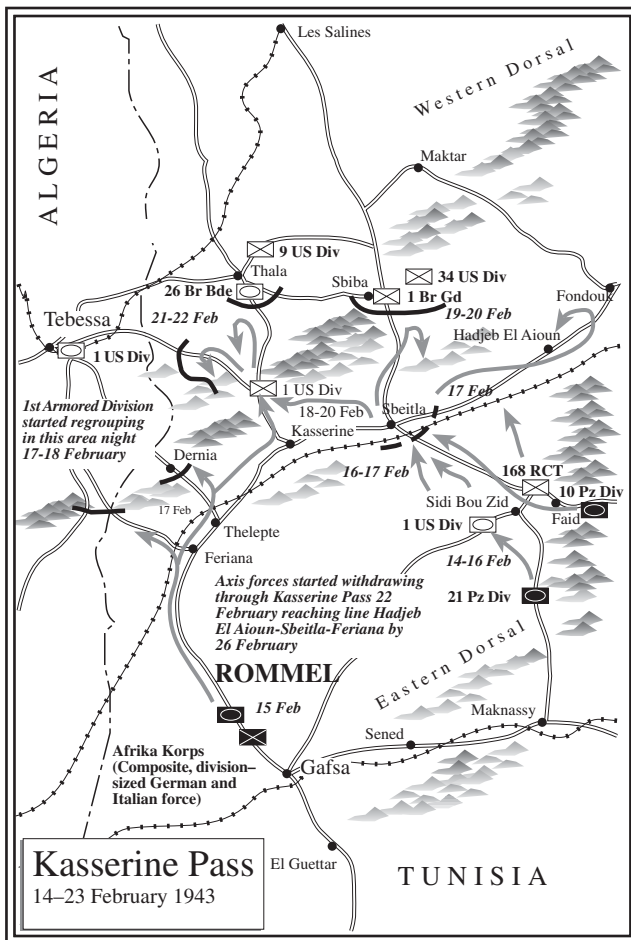 Les Salines
Western Dorsal
ALGERIA
Maktar
9 US Div
Thala
34 US Div
Sbiba
26 Br Bde
1 Br Gd
Fondouk
19-20 Feb
21-22 Feb
Hadjeb El Aioun
Tebessa
1 US Div
1 US Div
17 Feb
18-20 Feb
Sbeitla
1st Armored Division
started regrouping
in this area night
17-18 February
Kasserine
Dernia
16-17 Feb
168 RCT
10 Pz Div
Sidi Bou Zid
17 Feb
1 US Div
Faid
Thelepte
Feriana
14-16 Feb
Axis forces started withdrawing
through Kasserine Pass 22
February reaching line Hadjeb
El Aioun-Sbeitla-Feriana by
26 February
21 Pz Div
ROMMEL
Eastern Dorsal
15 Feb
Maknassy
Sened
Afrika Korps
(Composite, division–
sized German and
Italian force)
Gafsa
Kasserine Pass
14–23 February 1943
El Guettar
TUNISIA